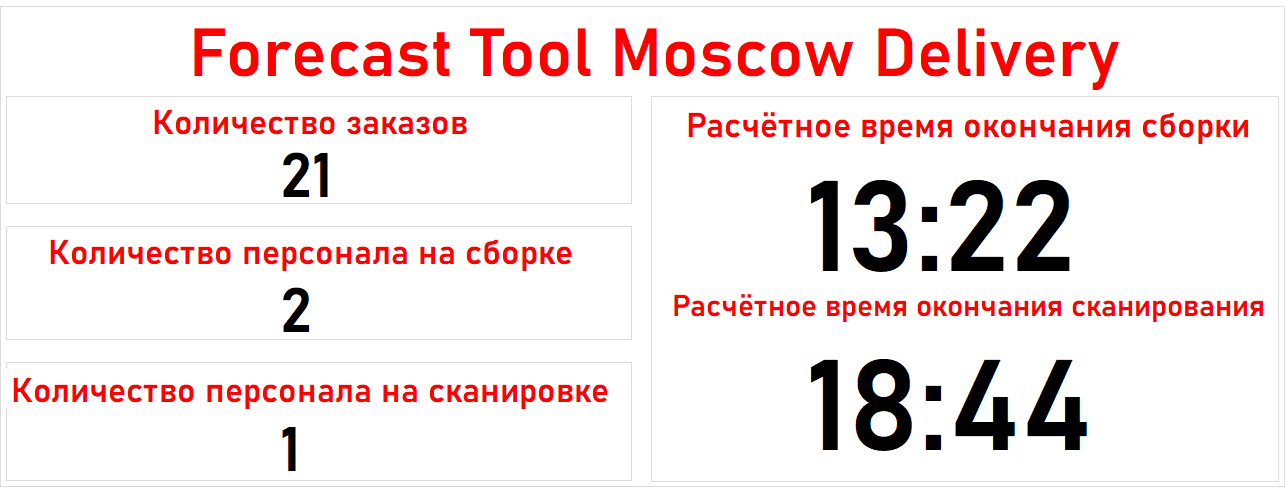 Forecast Tool Moscow Delivery
Количество заказов
21
Количество персонала на сборке
2
Количество персонала на сканировке
1
Расчётное время окончания сборки
13:22
Расчётное время окончания сканирования
18:44